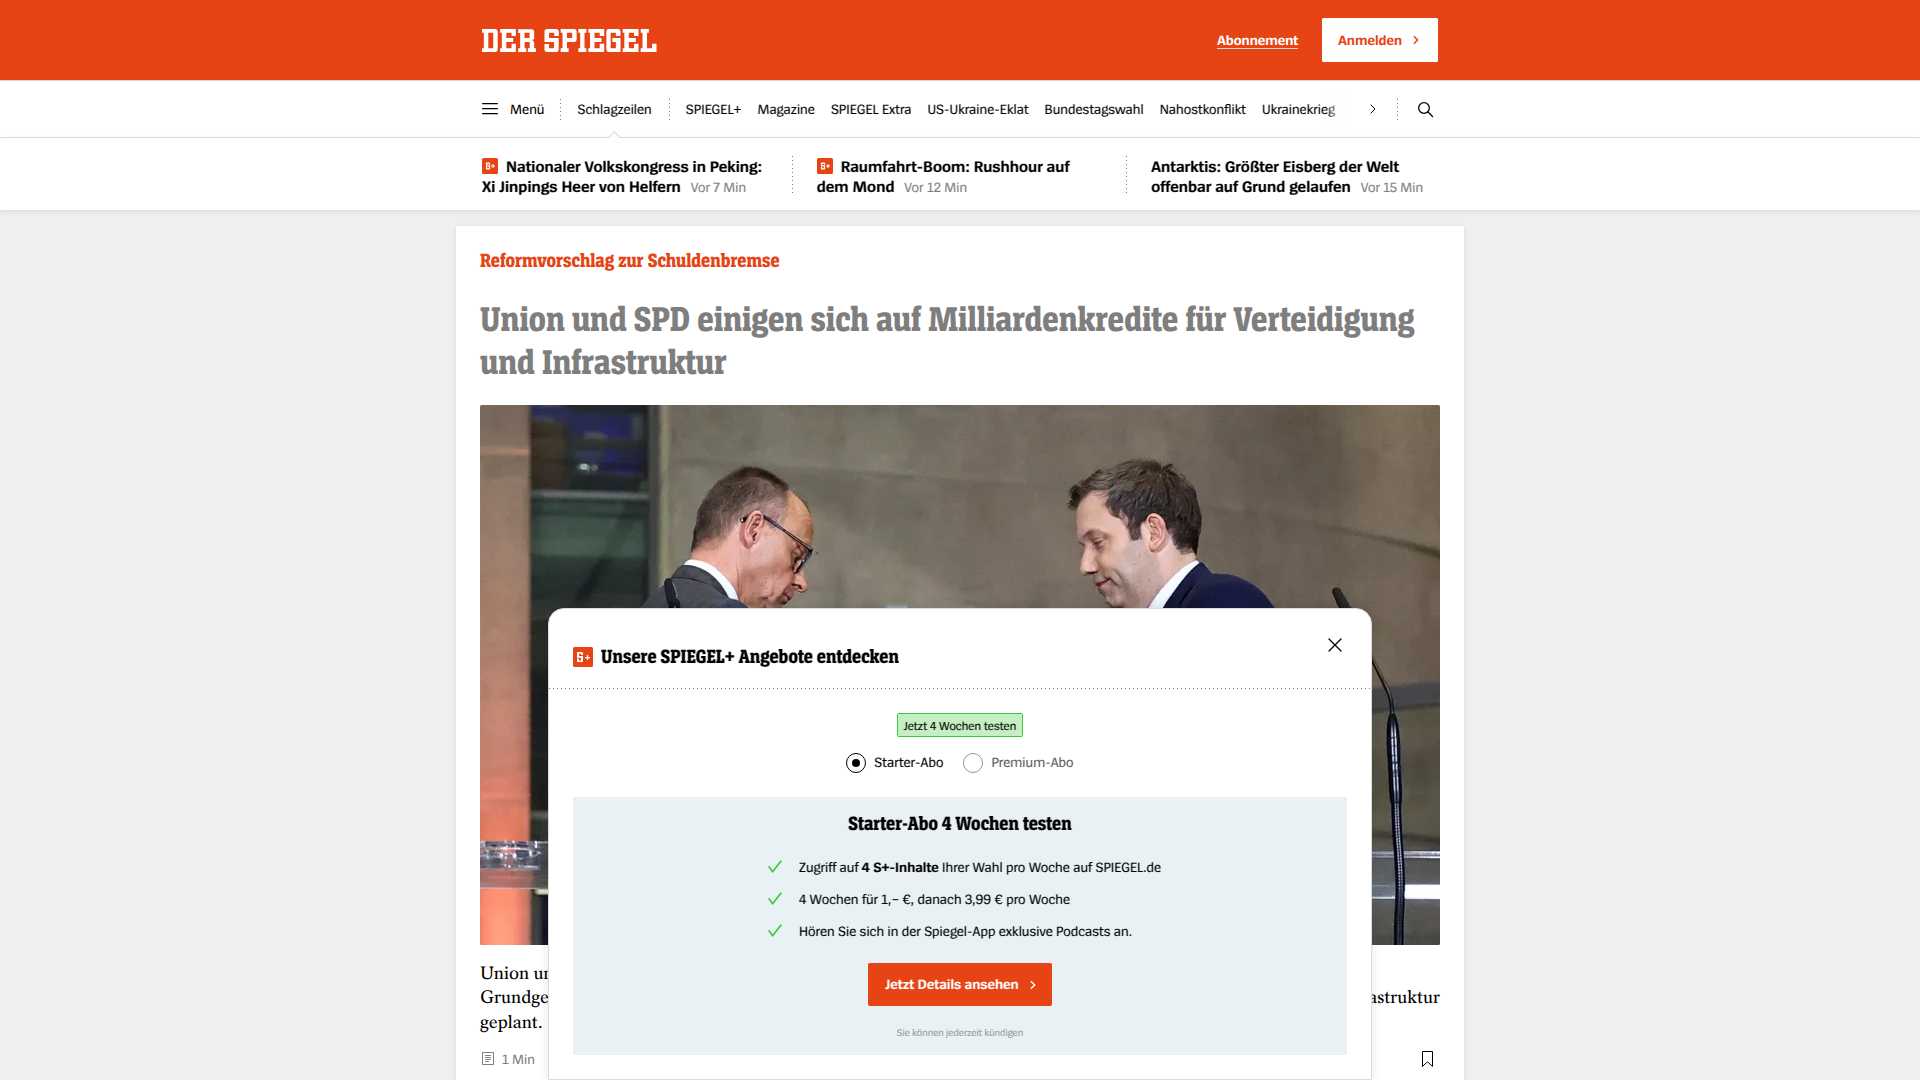 DER SPIEGEL
Abonnement
Anmelden
Menü
Schlagzeilen
SPIEGEL+
Magazine
SPIEGEL Extra
US-Ukraine-Eklat
Bundestagswahl
Nahostkonflikt
Ukrainekrieg
Nationaler Volkskongress in Peking:
Xi Jinpings Heer von Helfern Vor 7 Min
Raumfahrt-Boom: Rushhour auf
dem Mond Vor 12 Min
Antarktis: Größter Eisberg der Welt
offenbar auf Grund gelaufen Vor 15 Min
Reformvorschlag zur Schuldenbremse
Union und SPD einigen sich auf Milliardenkredite für Verteidigung
und Infrastruktur
S+ Unsere SPIEGEL+ Angebote entdecken
Jetzt 4 Wochen testen
Starter-Abo
Premium-Abo
Starter-Abo 4 Wochen testen
Zugriff auf 4 S+-Inhalte Ihrer Wahl pro Woche auf SPIEGEL.de
4 Wochen für 1,– €, danach 3,99 € pro Woche
Hören Sie sich in der Spiegel-App exklusive Podcasts an.
Jetzt Details ansehen
Sie können jederzeit kündigen
Union
Grundge
astruktur
geplant.
1 Min